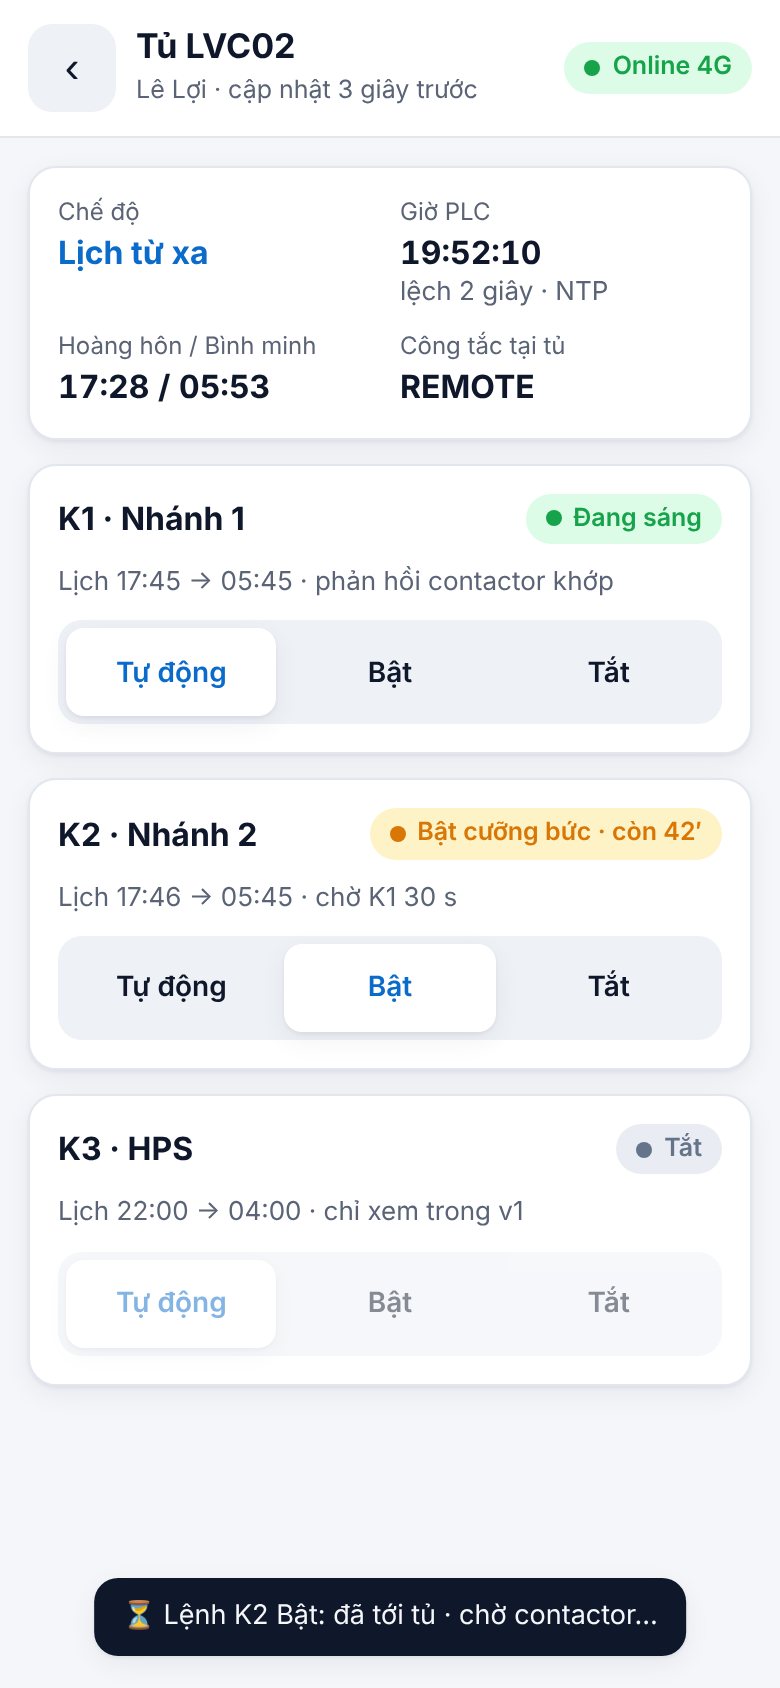 ‹
Tủ LVC02
Lê Lợi · cập nhật 3 giây trước
Online 4G
Chế độ
Lịch từ xa
Giờ PLC
19:52:10
lệch 2 giây · NTP
Hoàng hôn / Bình minh
17:28 / 05:53
Công tắc tại tủ
REMOTE
K1 · Nhánh 1
Đang sáng
Lịch 17:45 → 05:45 · phản hồi contactor khớp
Tự động Bật Tắt
K2 · Nhánh 2
Bật cưỡng bức · còn 42′
Lịch 17:46 → 05:45 · chờ K1 30 s
Tự động Bật Tắt
K3 · HPS
Tắt
Lịch 22:00 → 04:00 · chỉ xem trong v1
Tự động Bật Tắt
⏳ Lệnh K2 Bật: đã tới tủ · chờ contactor...